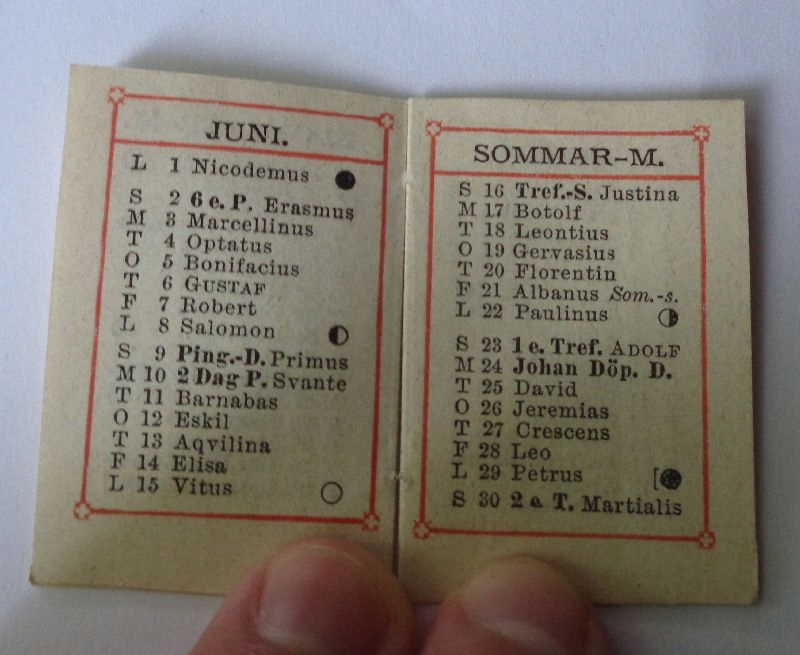 JUNI.
L 1 Nicodemus
S 2 6 e. P. Erasmus
M 3 Marcellinus
T 4 Optatus
O 5 Bonifacius
T 6 GUSTAF
F 7 Robert
L 8 Salomon
S 9 Ping.-D. Primus
M 10 2 Dag P. Svante
T 11 Barnabas
O 12 Eskil
T 13 Aqvilina
F 14 Elisa
L 15 Vitus
SOMMAR-M.
S 16 Tref.-S. Justina
M 17 Botolf
T 18 Leontius
O 19 Gervasius
T 20 Florentin
F 21 Albanus Som.-s.
L 22 Paulinus
S 23 1 e. Tref. ADOLF
M 24 Johan Döp. D.
T 25 David
O 26 Jeremias
T 27 Crescens
F 28 Leo
L 29 Petrus [
S 30 2 e. T. Martialis